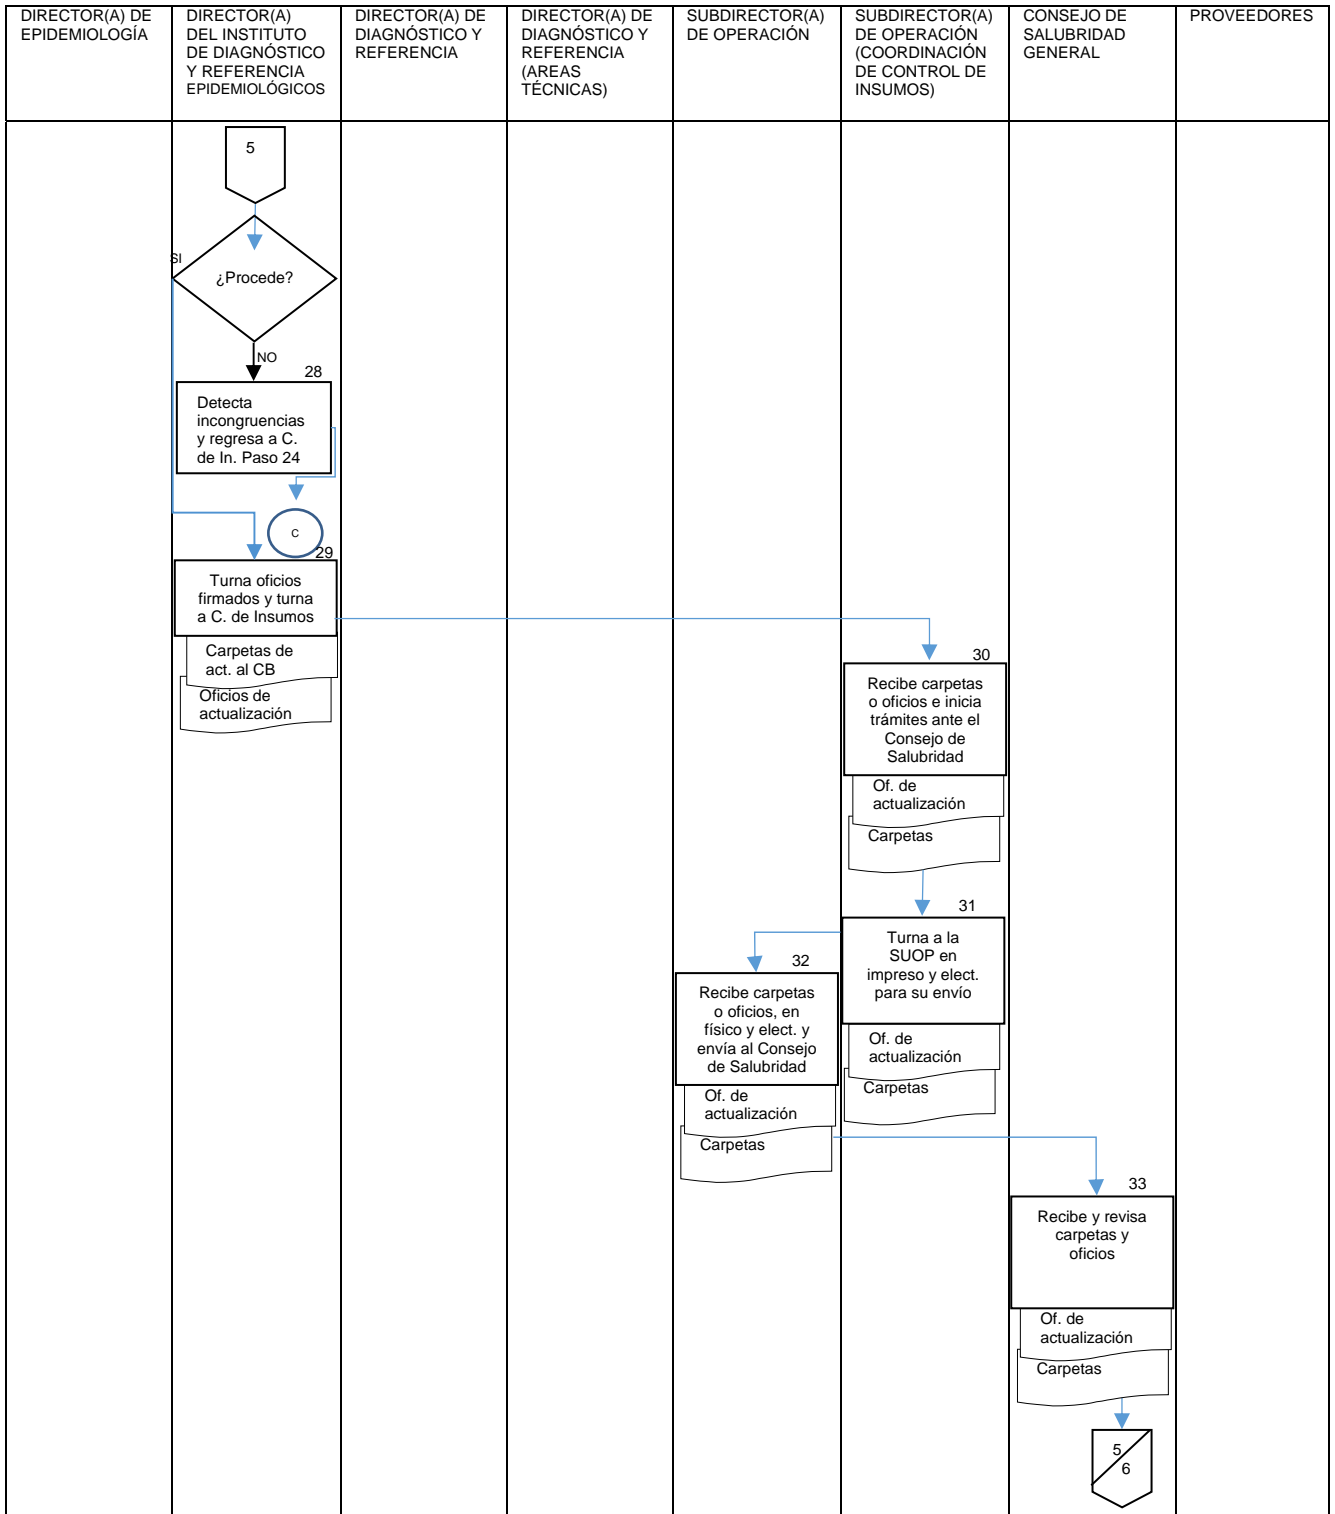 DIRECTOR(A) DE
EPIDEMIOLOGÍA
DIRECTOR(A)
DEL INSTITUTO
DE DIAGNÓSTICO
Y REFERENCIA
EPIDEMIOLÓGICOS
DIRECTOR(A) DE
DIAGNÓSTICO Y
REFERENCIA
DIRECTOR(A) DE
DIAGNÓSTICO Y
REFERENCIA
(AREAS
TÉCNICAS)
SUBDIRECTOR(A)
DE OPERACIÓN
SUBDIRECTOR(A)
DE OPERACIÓN
(COORDINACIÓN
DE CONTROL DE
INSUMOS)
CONSEJO DE
SALUBRIDAD
GENERAL
PROVEEDORES
5
SI
¿Procede?
NO
28
Detecta
incongruencias
y regresa a C.
de In. Paso 24
C
29
Turna oficios
firmados y turna
a C. de Insumos
Carpetas de
act. al CB
Oficios de
actualización
30
Recibe carpetas
o oficios e inicia
trámites ante el
Consejo de
Salubridad
Of. de
actualización
Carpetas
31
Turna a la
SUOP en
impreso y elect.
para su envío
Of. de
actualización
Carpetas
32
Recibe carpetas
o oficios, en
físico y elect. y
envía al Consejo
de Salubridad
Of. de
actualización
Carpetas
33
Recibe y revisa
carpetas y
oficios
Of. de
actualización
Carpetas
5
6